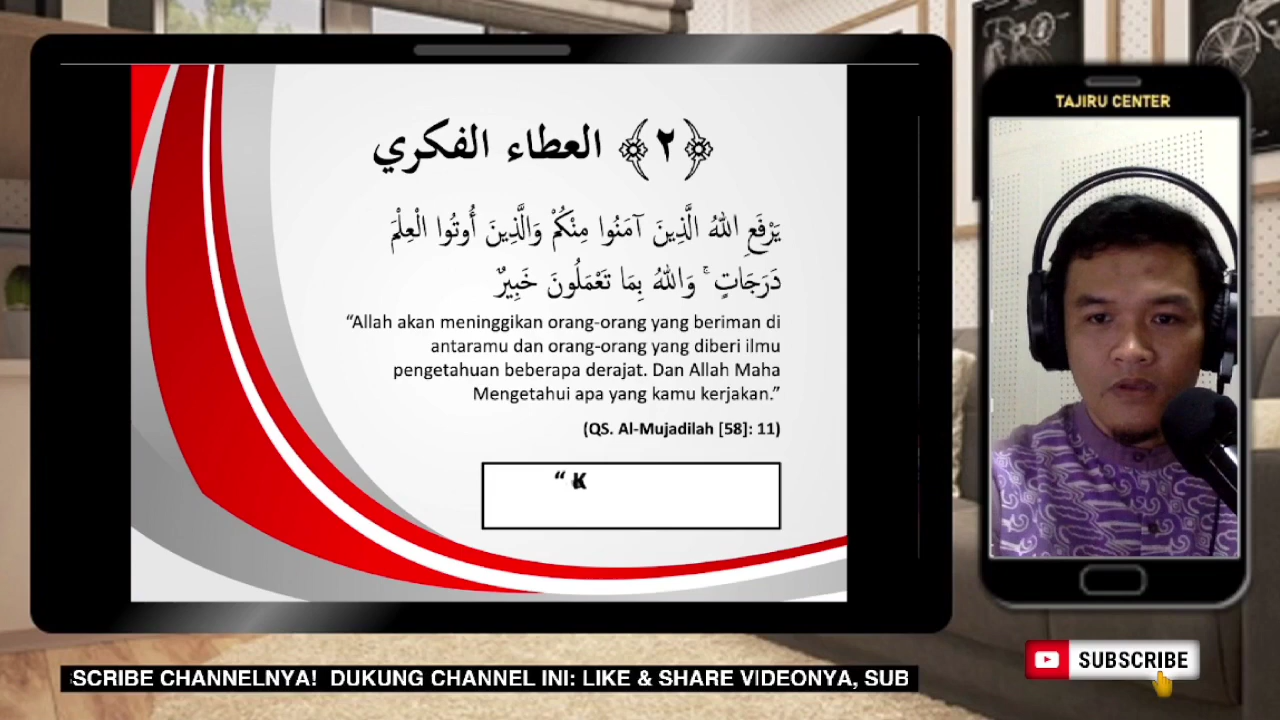 ﴿٢﴾ العطاء الفكري
يَرْفَعِ اللهُ الَّذِينَ آمَنُوا مِنْكُمْ وَالَّذِينَ أُوتُوا الْعِلْمَ
دَرَجَاتٍ ۚ وَاللهُ بِمَا تَعْمَلُونَ خَبِيرٌ
“Allah akan meninggikan orang-orang yang beriman di
antaramu dan orang-orang yang diberi ilmu
pengetahuan beberapa derajat. Dan Allah Maha
Mengetahui apa yang kamu kerjakan.”
(QS. Al-Mujadilah [58]: 11)
“ K
TAJIRU CENTER
SUBSCRIBE
SCRIBE CHANNELNYA! DUKUNG CHANNEL INI: LIKE & SHARE VIDEONYA, SUB